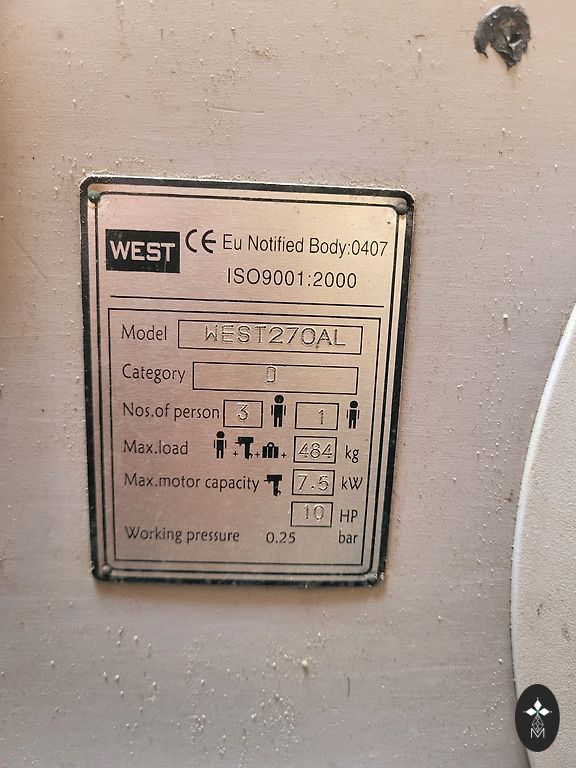 WEST CE Eu Notified Body:0407
ISO9001:2000
Model WEST270AL
Category D
Nos.of person 3 1
Max.load + + + 484 kg
Max.motor capacity 7.5 kW
10 HP
Working pressure 0.25 bar
M